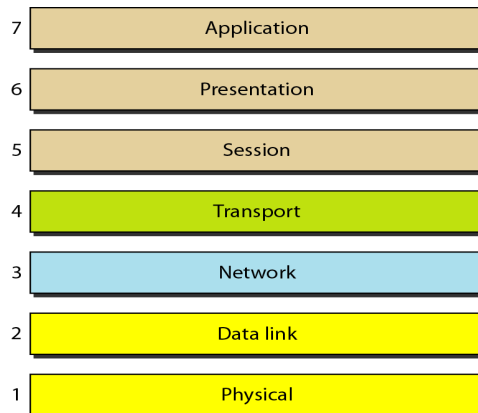 7 Application
6 Presentation
5 Session
4 Transport
3 Network
2 Data link
1 Physical